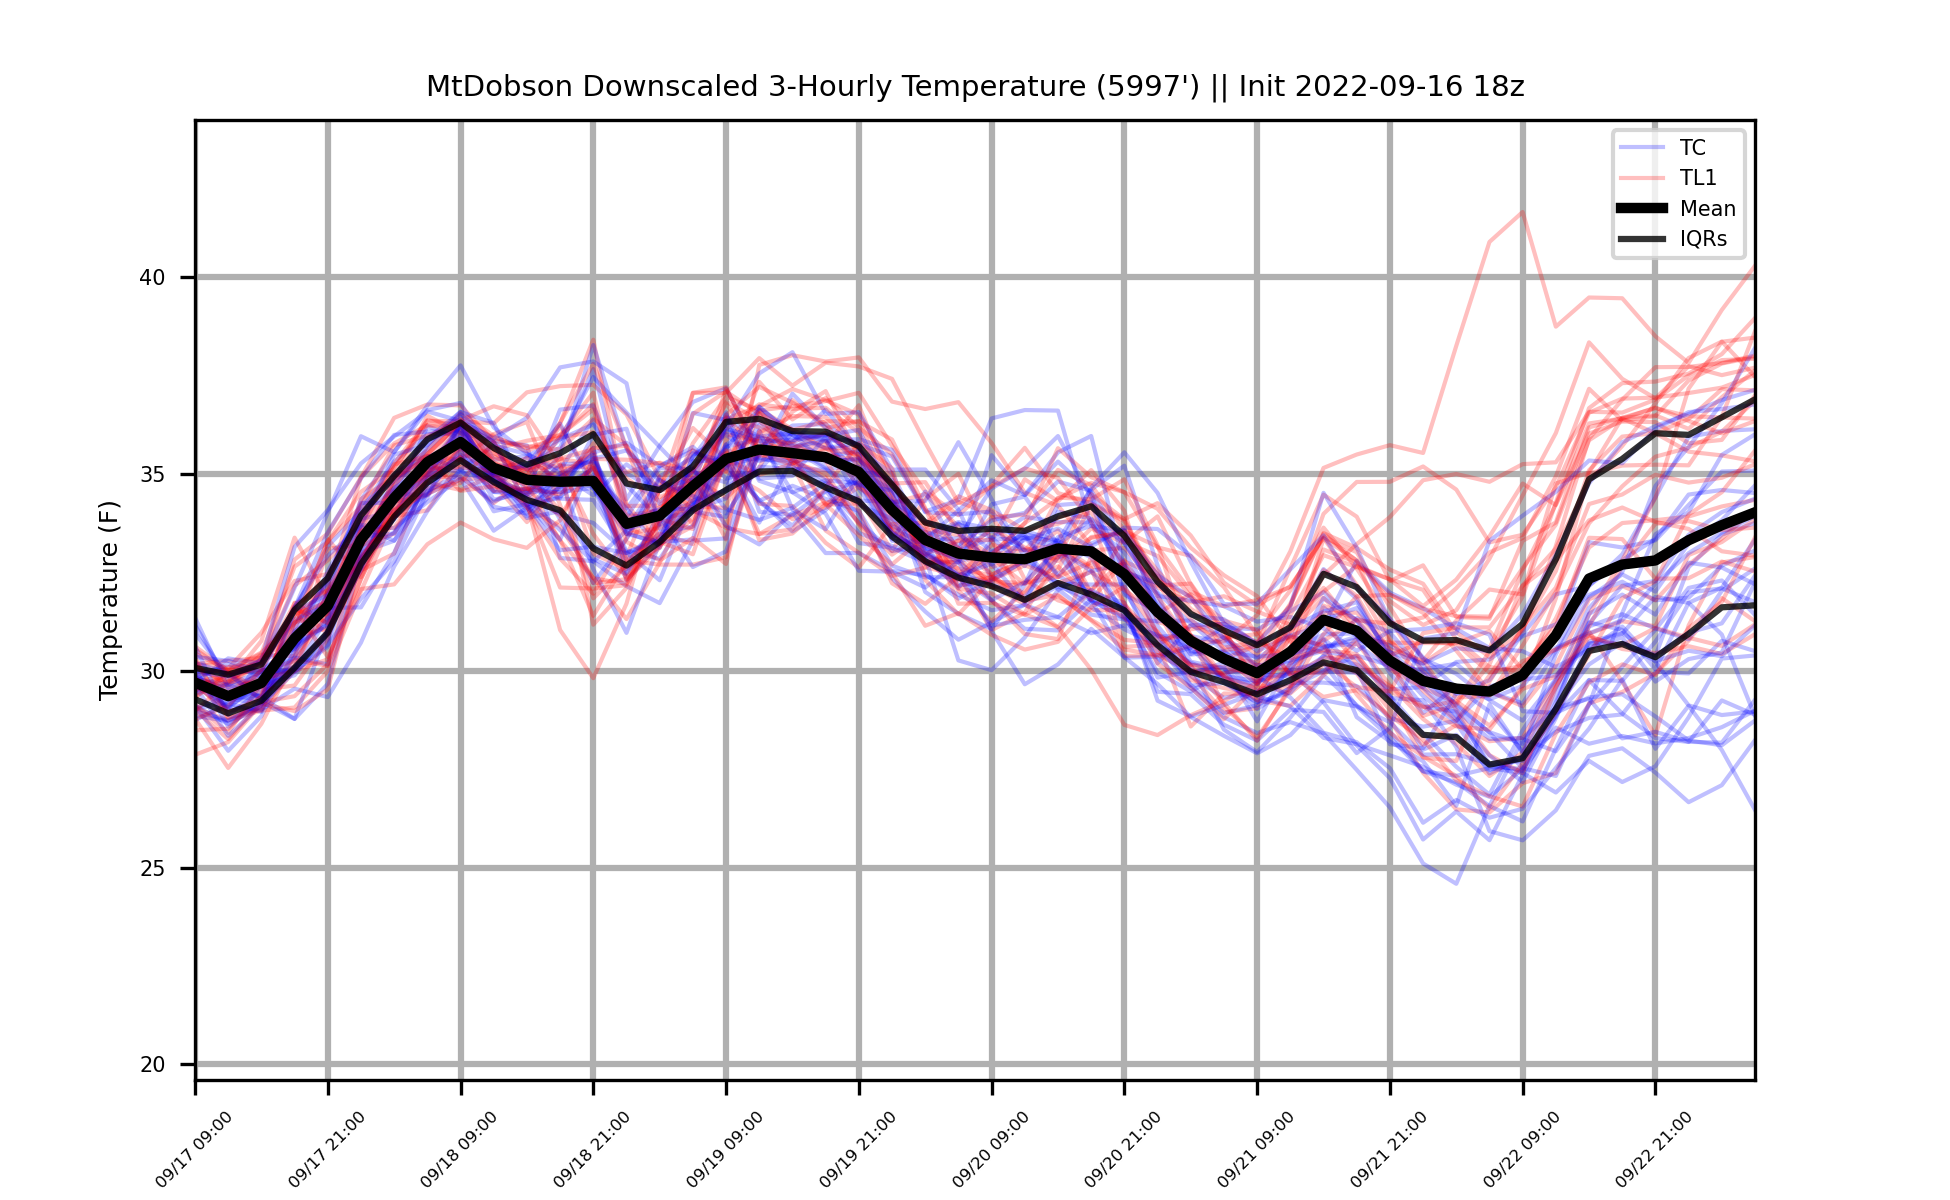 MtDobson Downscaled 3-Hourly Temperature (5997') || Init 2022-09-16 18z
TC
TL1
Mean
IQRs
Temperature (F)
40
35
30
25
20
09/17 09:00
09/17 21:00
09/18 09:00
09/18 21:00
09/19 09:00
09/19 21:00
09/20 09:00
09/20 21:00
09/21 09:00
09/21 21:00
09/22 09:00
09/22 21:00